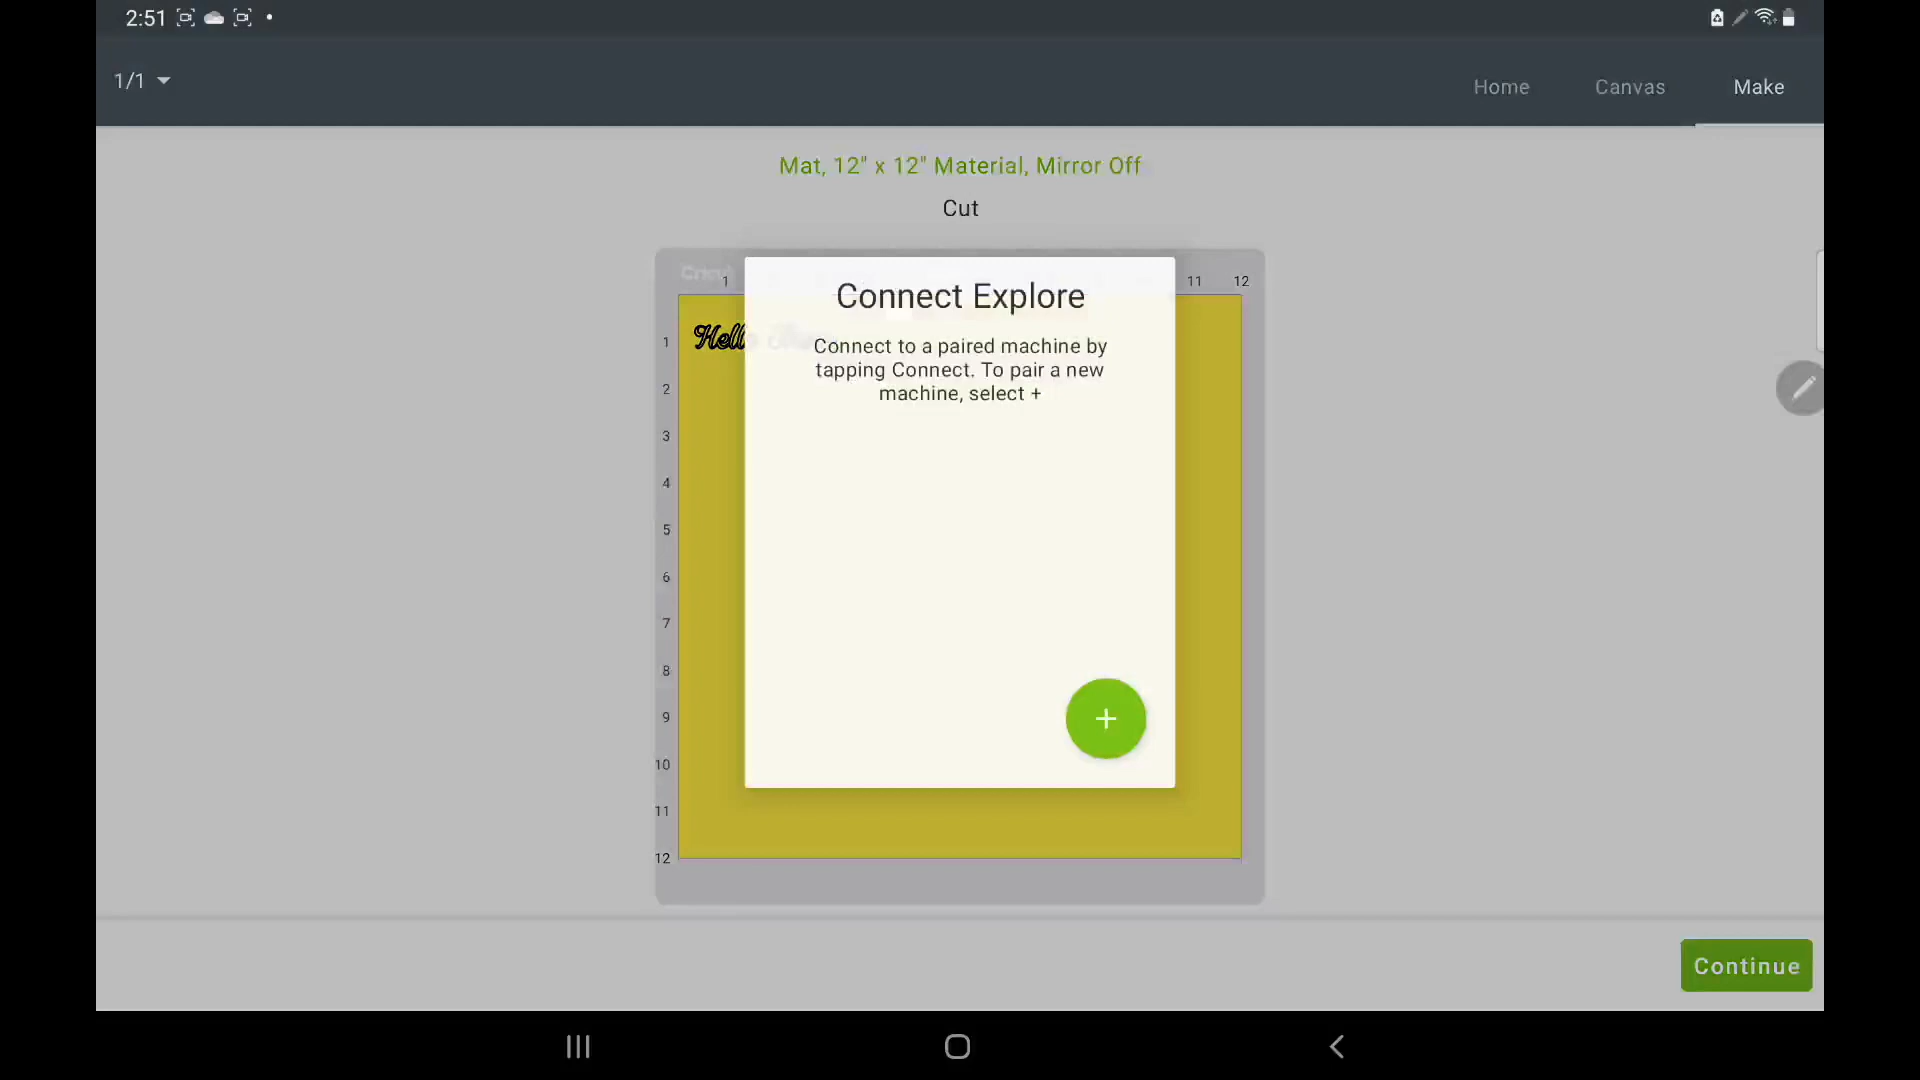 2:51
1/1
Home
Canvas
Make
Mat, 12" x 12" Material, Mirror Off
Cut
Cricut
1
11
12
Connect Explore
Connect to a paired machine by
tapping Connect. To pair a new
machine, select +
1
2
3
4
5
6
7
8
9
10
11
12
+
Continue